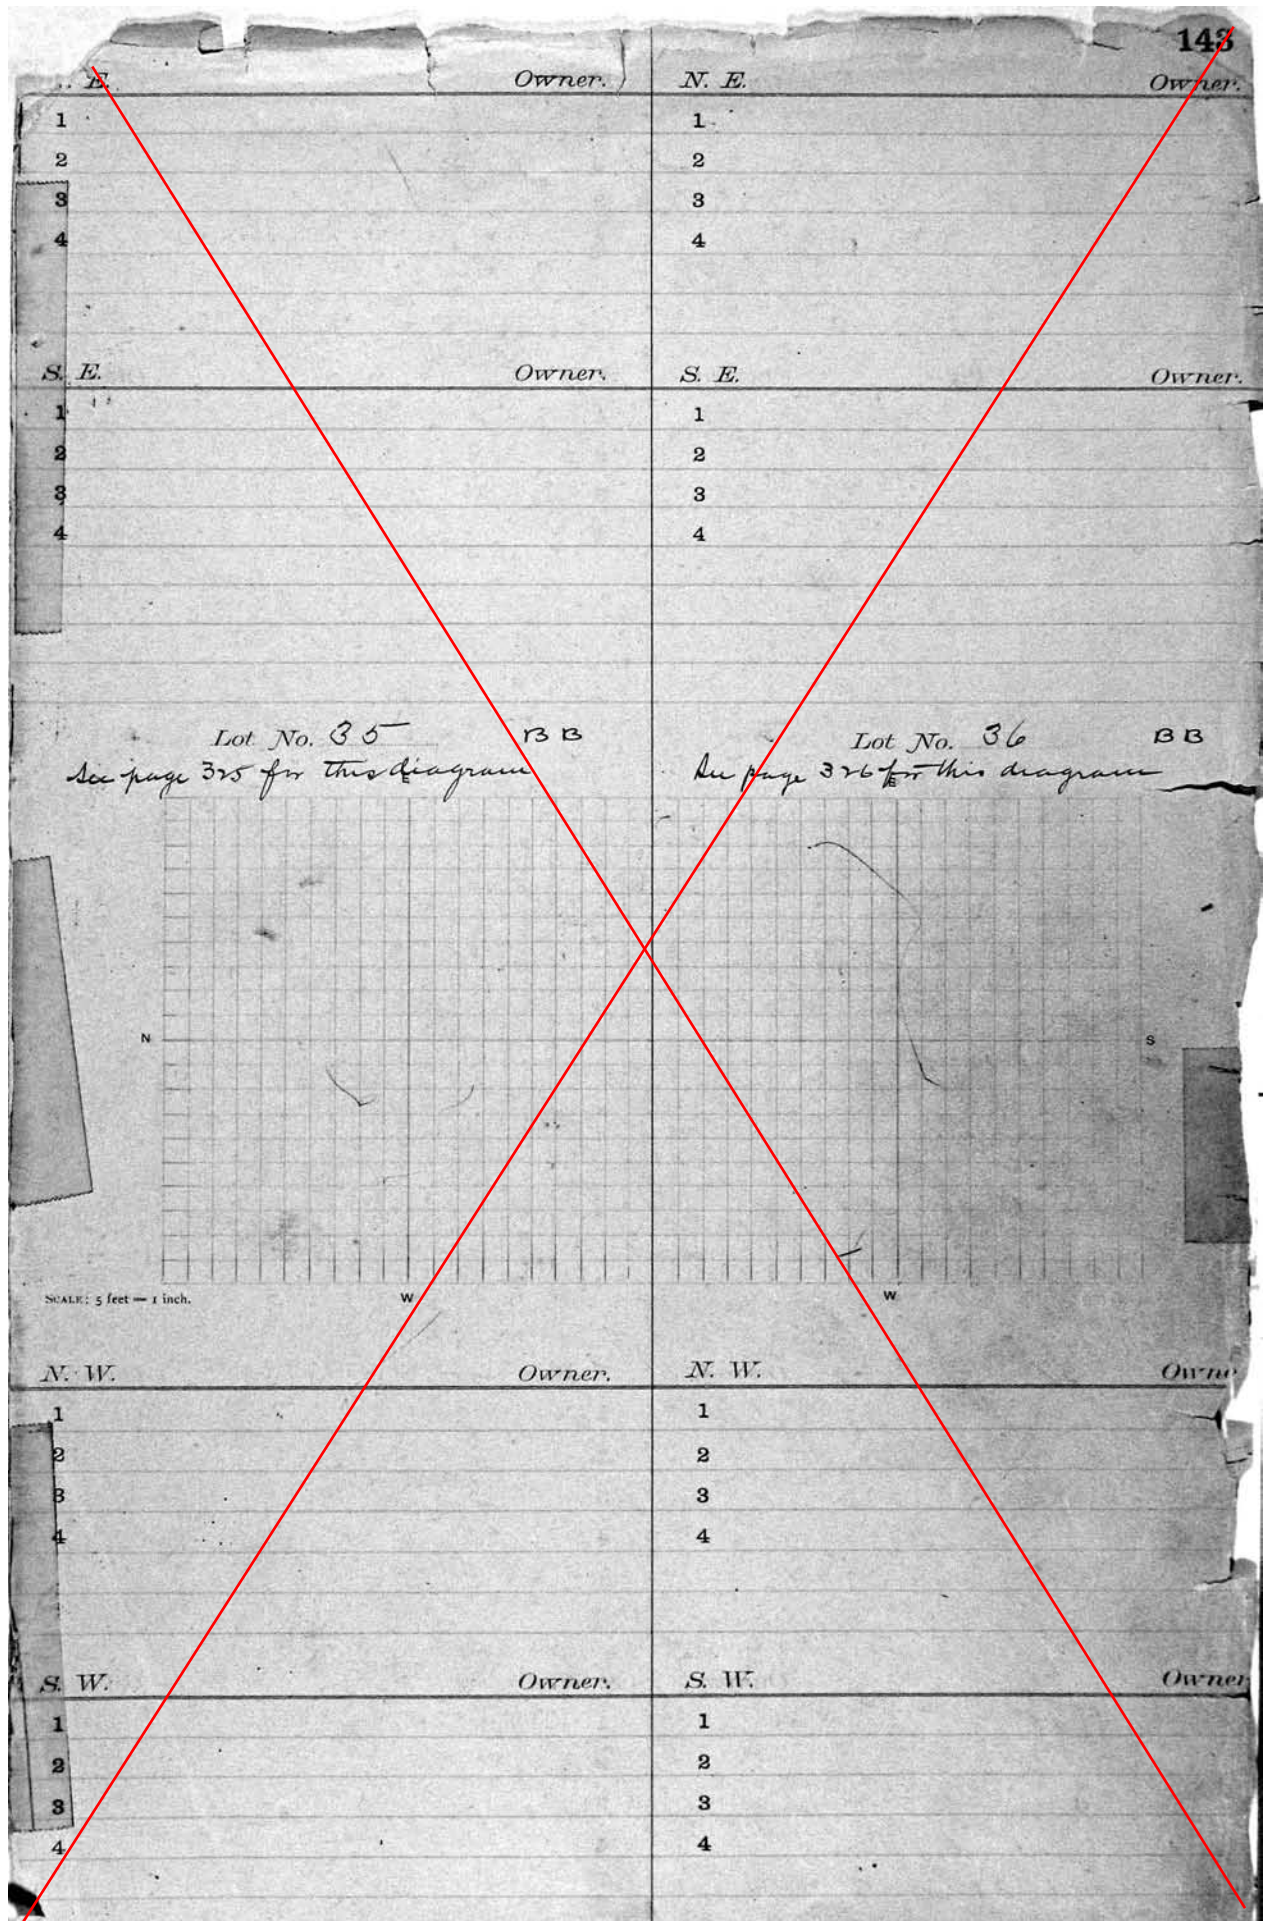 143
. E. Owner. N. E. Owner.
1 1
2 2
3 3
4 4
S. E. Owner. S. E. Owner.
1 1
2 2
3 3
4 4
Lot No. 35 BB Lot No. 36 BB
See page 325 for this diagram See page 326 for this diagram
E E
N S
W W
SCALE: 5 feet — 1 inch.
N. W. Owner. N. W. Owne
1 1
2 2
3 3
4 4
S. W. Owner. S. W. Owner
1 1
2 2
3 3
4 4